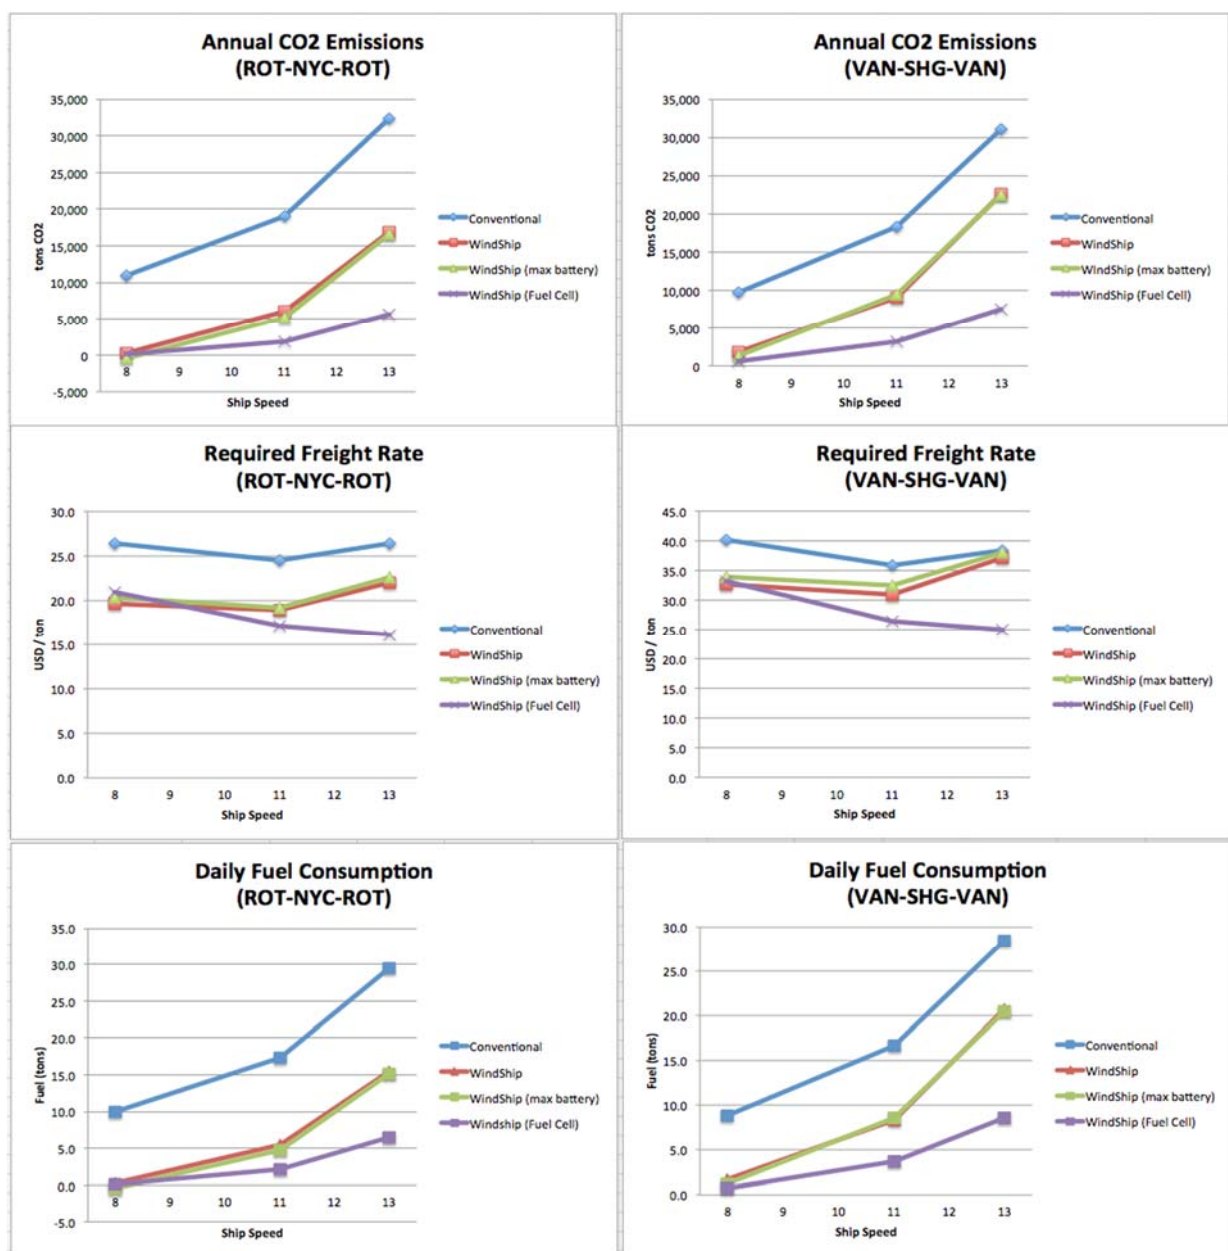 Annual CO2 Emissions
(ROT-NYC-ROT)
35,000
30,000
25,000
20,000
15,000
10,000
5,000
0
-5,000
tons CO2
8 9 10 11 12 13
Ship Speed
Conventional
WindShip
WindShip (max battery)
WindShip (Fuel Cell)
Annual CO2 Emissions
(VAN-SHG-VAN)
35,000
30,000
25,000
20,000
15,000
10,000
5,000
0
tons CO2
8 9 10 11 12 13
Ship Speed
Conventional
WindShip
WindShip (max battery)
WindShip (Fuel Cell)
Required Freight Rate
(ROT-NYC-ROT)
30.0
25.0
20.0
15.0
10.0
5.0
0.0
USD / ton
8 9 10 11 12 13
Ship Speed
Conventional
WindShip
WindShip (max battery)
WindShip (Fuel Cell)
Required Freight Rate
(VAN-SHG-VAN)
45.0
40.0
35.0
30.0
25.0
20.0
15.0
10.0
5.0
0.0
USD / ton
8 9 10 11 12 13
Ship Speed
Conventional
WindShip
WindShip (max battery)
WindShip (Fuel Cell)
Daily Fuel Consumption
(ROT-NYC-ROT)
35.0
30.0
25.0
20.0
15.0
10.0
5.0
0.0
-5.0
Fuel (tons)
8 9 10 11 12 13
Ship Speed
Conventional
WindShip
WindShip (max battery)
Windship (Fuel Cell)
Daily Fuel Consumption
(VAN-SHG-VAN)
30.0
25.0
20.0
15.0
10.0
5.0
0.0
Fuel (tons)
8 9 10 11 12 13
Ship Speed
Conventional
WindShip
WindShip (max battery)
WindShip (Fuel Cell)